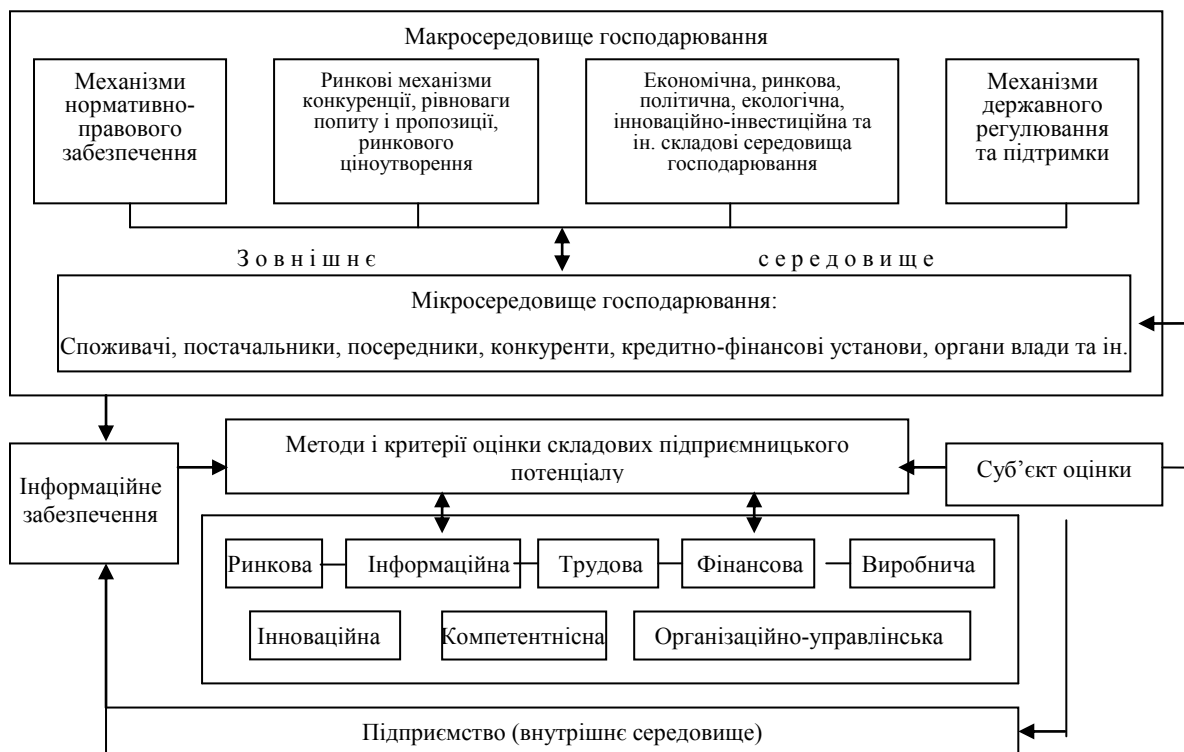 Макросередовище господарювання
Механізми
нормативно-
правового
забезпечення
Ринкові механізми
конкуренції, рівноваги
попиту і пропозиції,
ринкового
ціноутворення
Економічна, ринкова,
політична, екологічна,
інноваційно-інвестиційна та
ін. складові середовища
господарювання
Механізми
державного
регулювання
та підтримки
З о в н і ш н є с е р е д о в и щ е
Мікросередовище господарювання:
Споживачі, постачальники, посередники, конкуренти, кредитно-фінансові установи, органи влади та ін.
Інформаційне
забезпечення
Методи і критерії оцінки складових підприємницького
потенціалу
Суб’єкт оцінки
Ринкова
Інформаційна
Трудова
Фінансова
Виробнича
Інноваційна
Компетентнісна
Організаційно-управлінська
Підприємство (внутрішнє середовище)